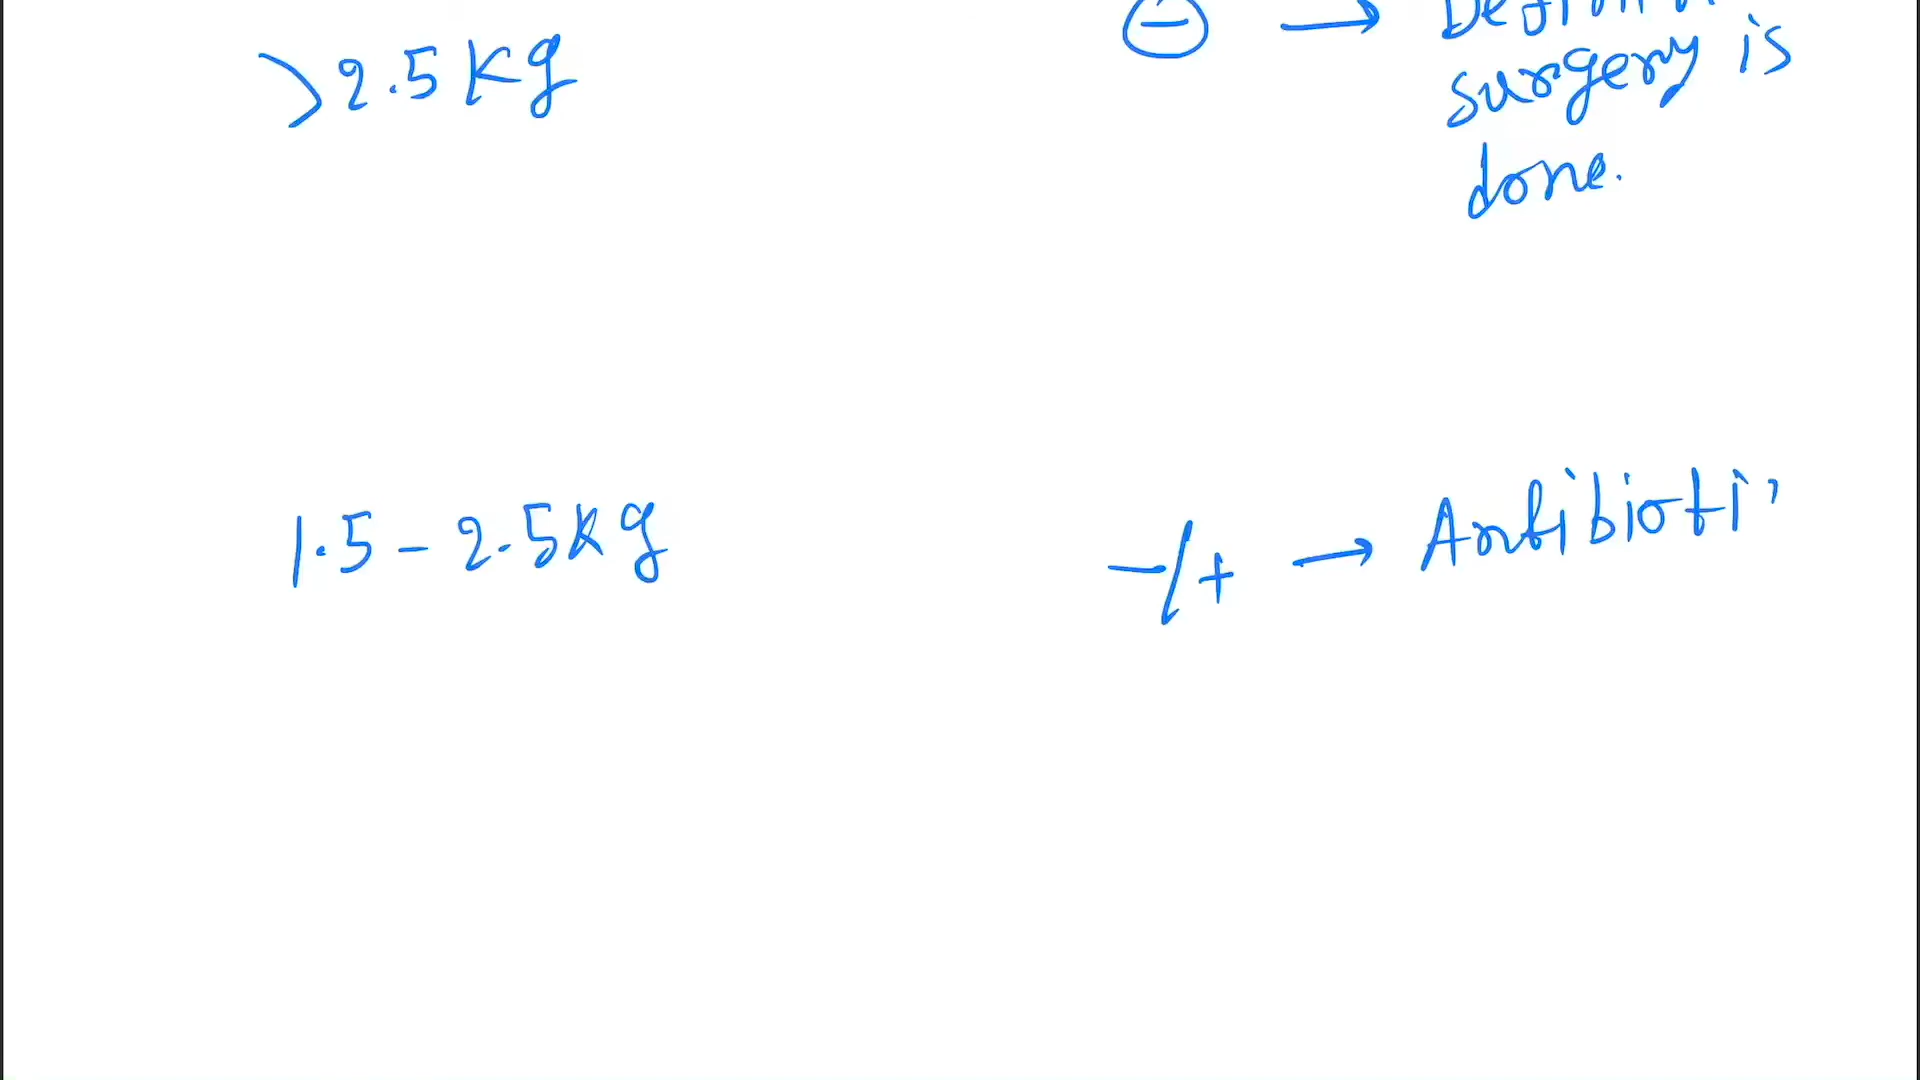 >2.5 Kg
⊖ →
surgery is
done.
1.5 - 2.5 Kg
-/+ → Antibioti